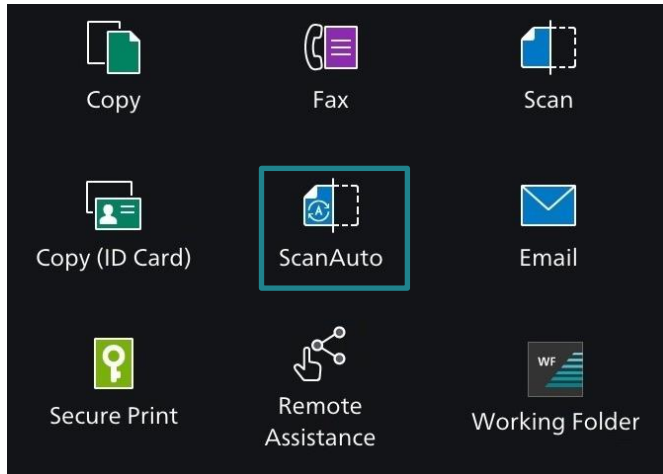 Copy
Fax
Scan
Copy (ID Card)
A
ScanAuto
Email
Secure Print
Remote
Assistance
WF
Working Folder